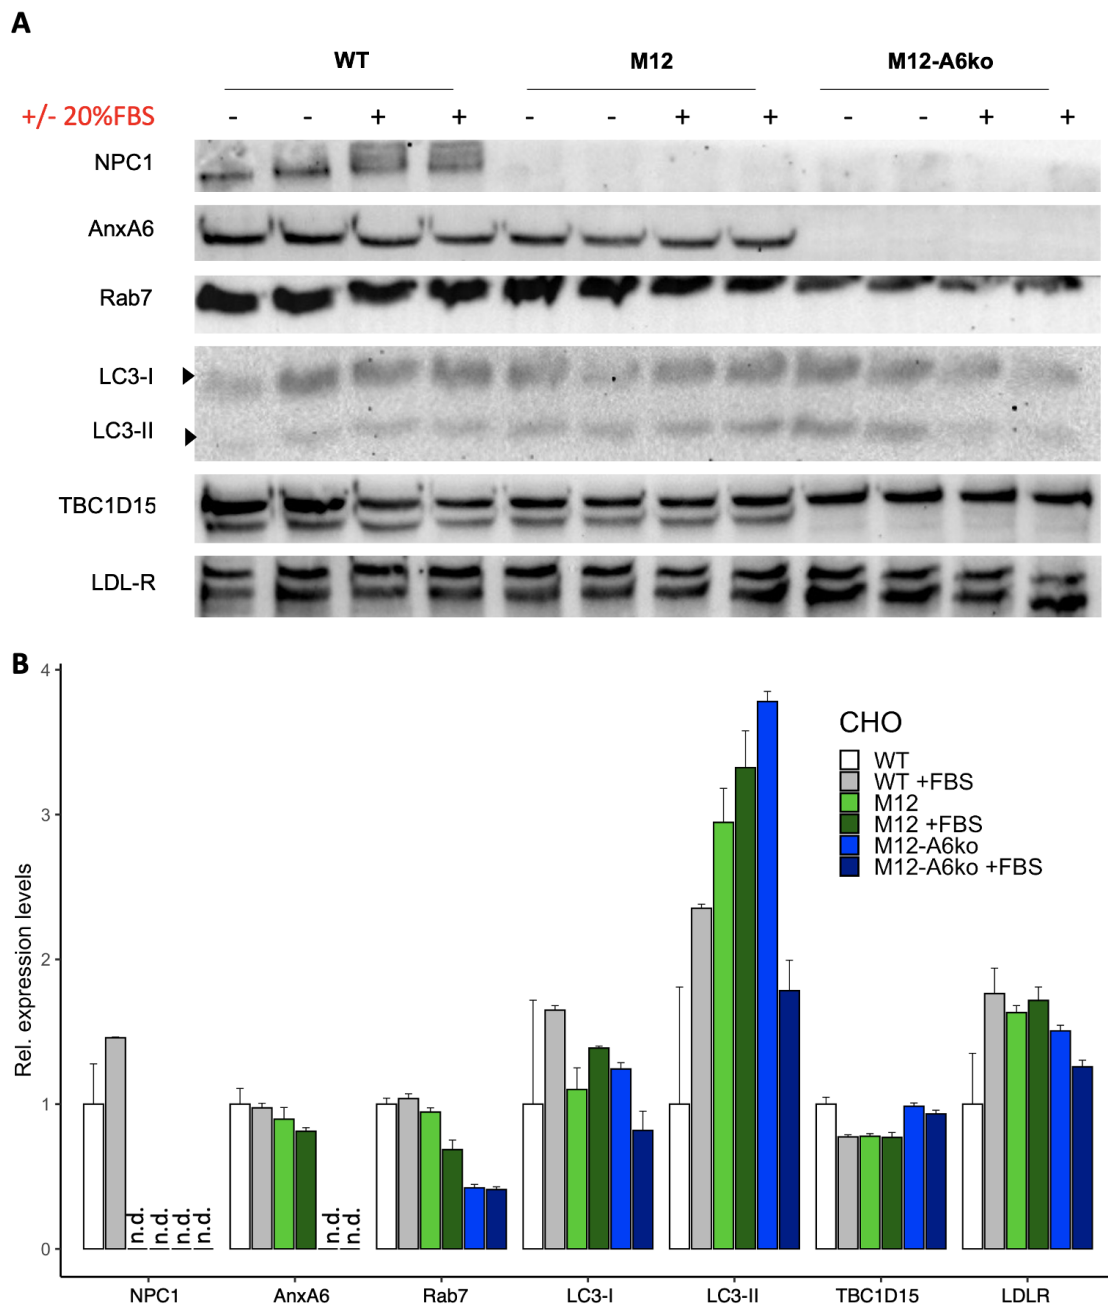 A
WT M12 M12-A6ko
+/- 20%FBS - - + + - - + + - - + +
NPC1
AnxA6
Rab7
LC3-I
LC3-II
TBC1D15
LDL-R
B
4
3
2
1
0
Rel. expression levels
CHO
WT
WT +FBS
M12
M12 +FBS
M12-A6ko
M12-A6ko +FBS
n.d. n.d. n.d. n.d. n.d. n.d.
NPC1 AnxA6 Rab7 LC3-I LC3-II TBC1D15 LDLR